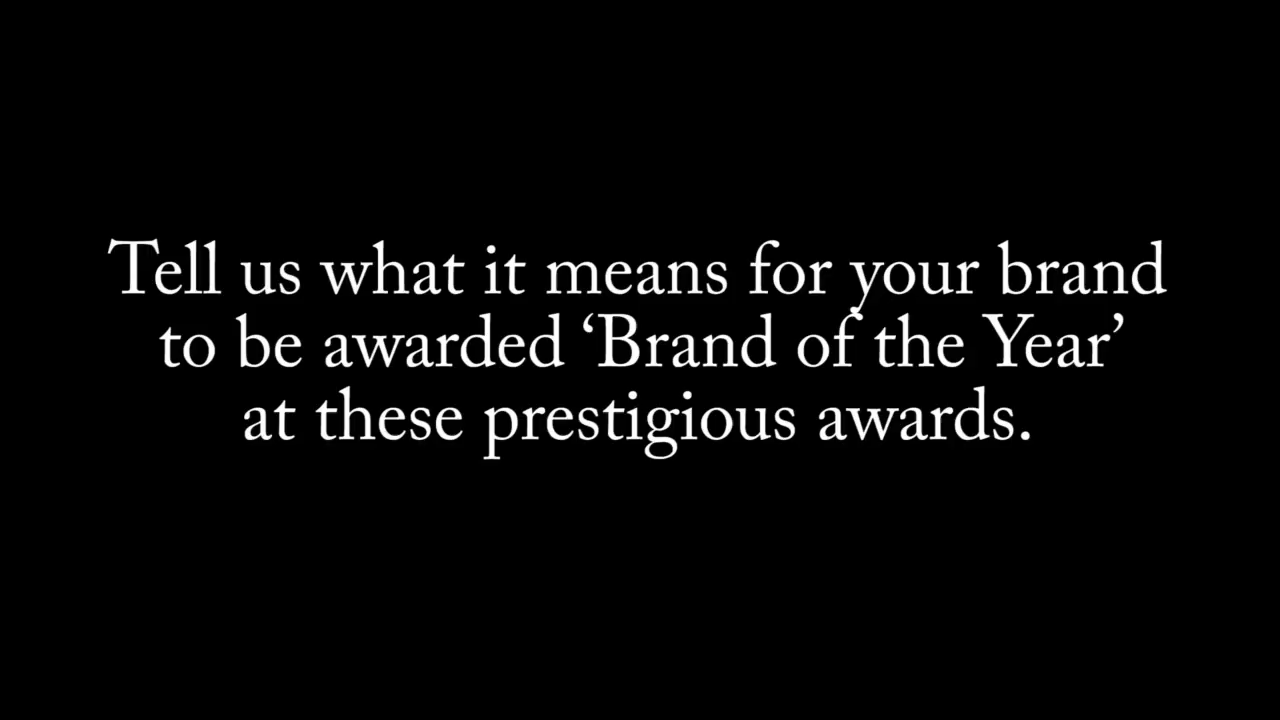 Tell us what it means for your brand
to be awarded ‘Brand of the Year’
at these prestigious awards.